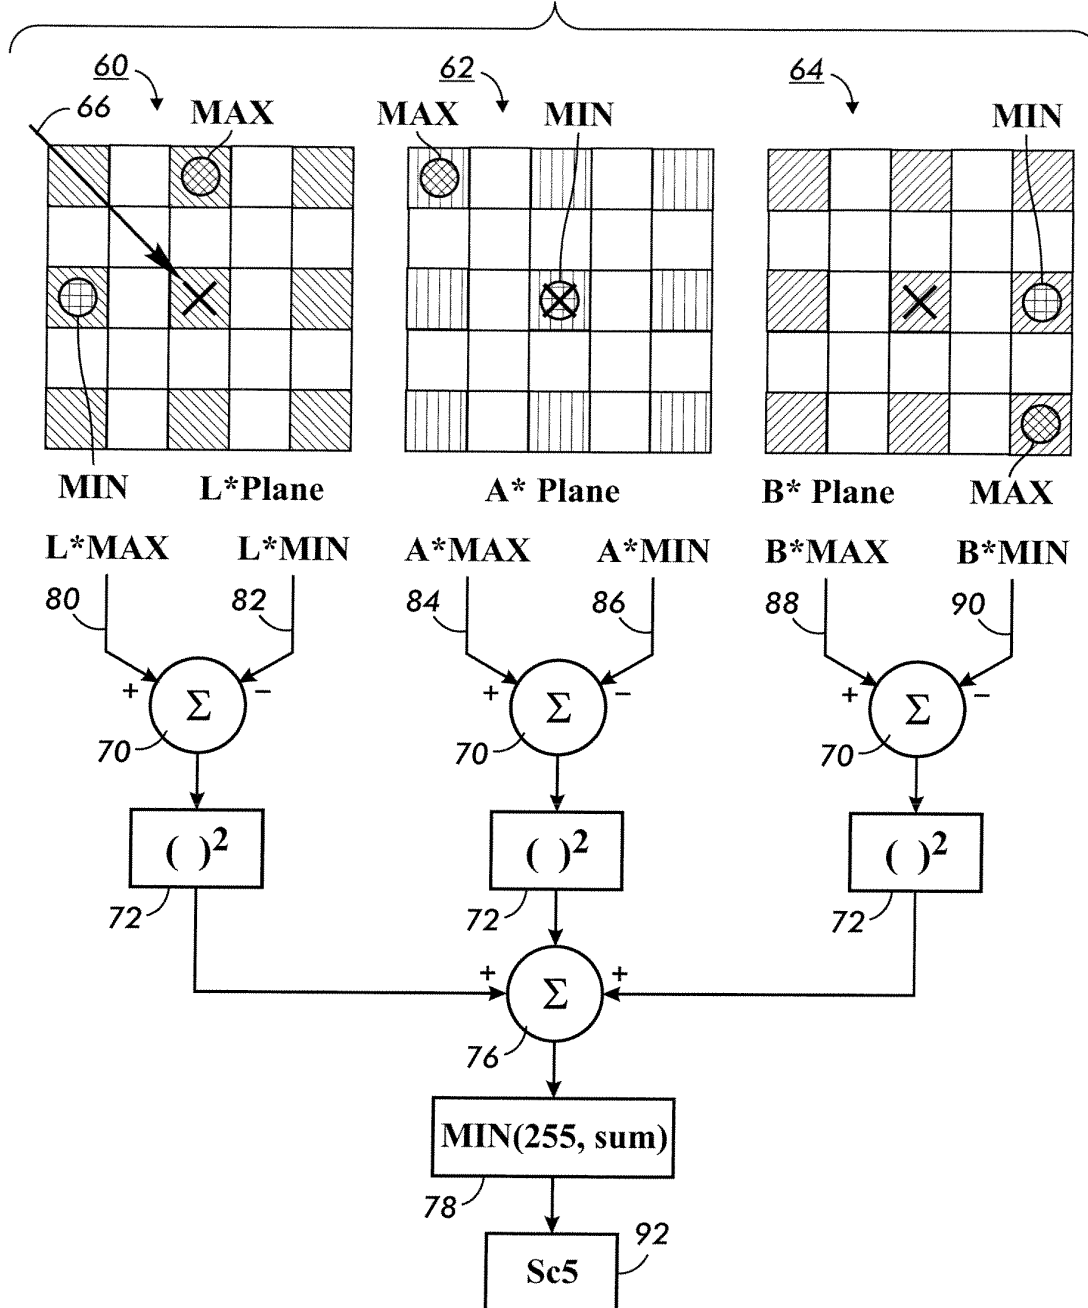 60 62 64
66 MAX MAX MIN MIN
MIN L*Plane A* Plane B* Plane MAX
L*MAX L*MIN A*MAX A*MIN B*MAX B*MIN
80 82 84 86 88 90
+ Σ − + Σ − + Σ −
70 70 70
( )² ( )² ( )²
72 72 72
+ Σ +
76
MIN(255, sum)
78
92
Sc5